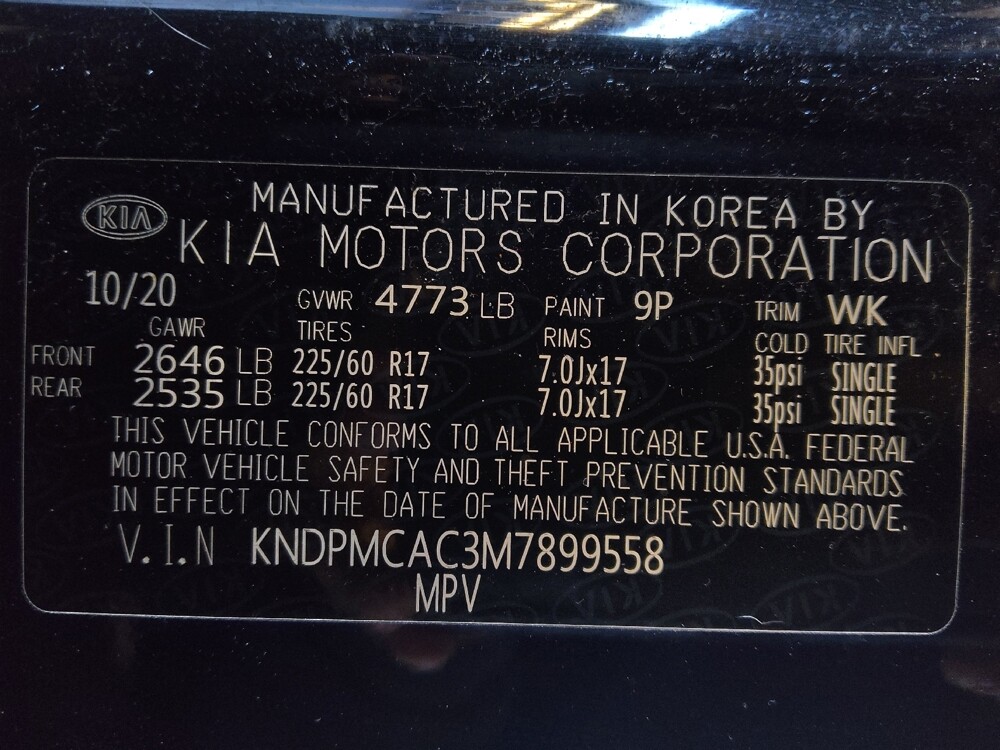 MANUFACTURED IN KOREA BY
KIA KIA MOTORS CORPORATION
10/20 GVWR 4773 LB PAINT 9P TRIM WK
GAWR TIRES RIMS COLD TIRE INFL.
FRONT 2646 LB 225/60 R17 7.0Jx17 35psi SINGLE
REAR 2535 LB 225/60 R17 7.0Jx17 35psi SINGLE
THIS VEHICLE CONFORMS TO ALL APPLICABLE U.S.A. FEDERAL
MOTOR VEHICLE SAFETY AND THEFT PREVENTION STANDARDS
IN EFFECT ON THE DATE OF MANUFACTURE SHOWN ABOVE.
V.I.N KNDPMCAC3M7899558
MPV